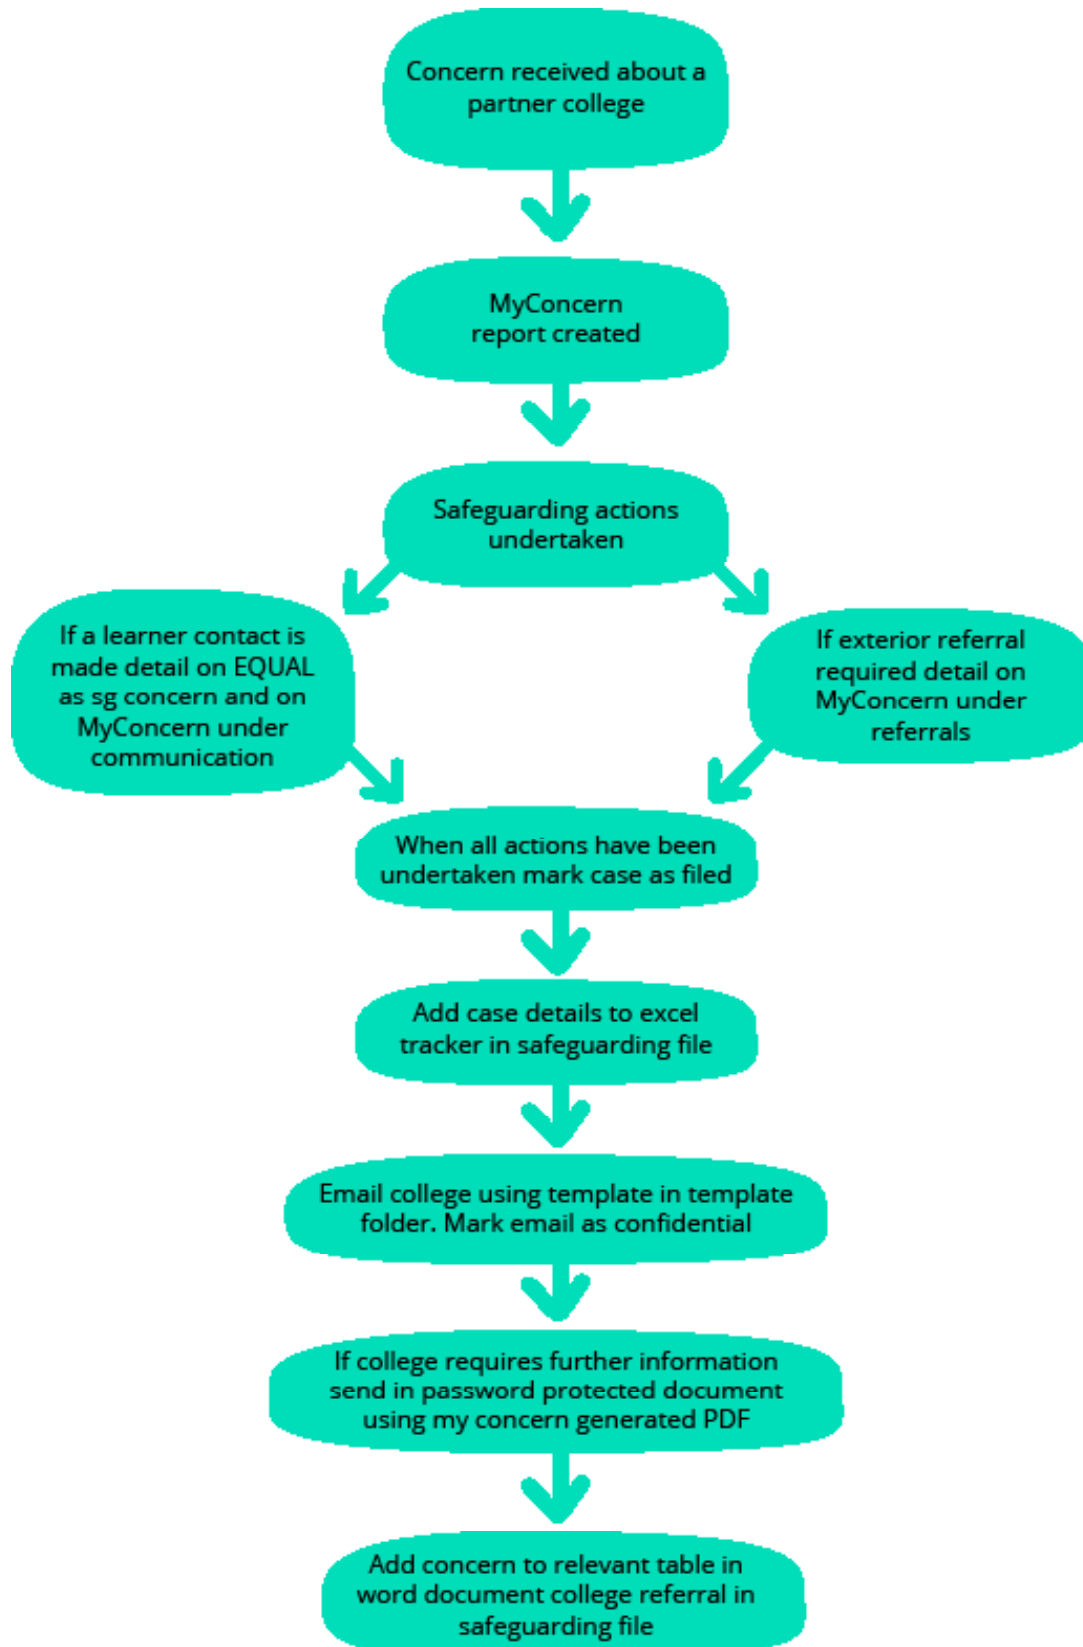 Concern received about a
partner college
MyConcern
report created
Safeguarding actions
undertaken
If a learner contact is
made detail on EQUAL
as sg concern and on
MyConcern under
communication
If exterior referral
required detail on
MyConcern under
referrals
When all actions have been
undertaken mark case as filed
Add case details to excel
tracker in safeguarding file
Email college using template in template
folder. Mark email as confidential
If college requires further information
send in password protected document
using my concern generated PDF
Add concern to relevant table in
word document college referral in
safeguarding file